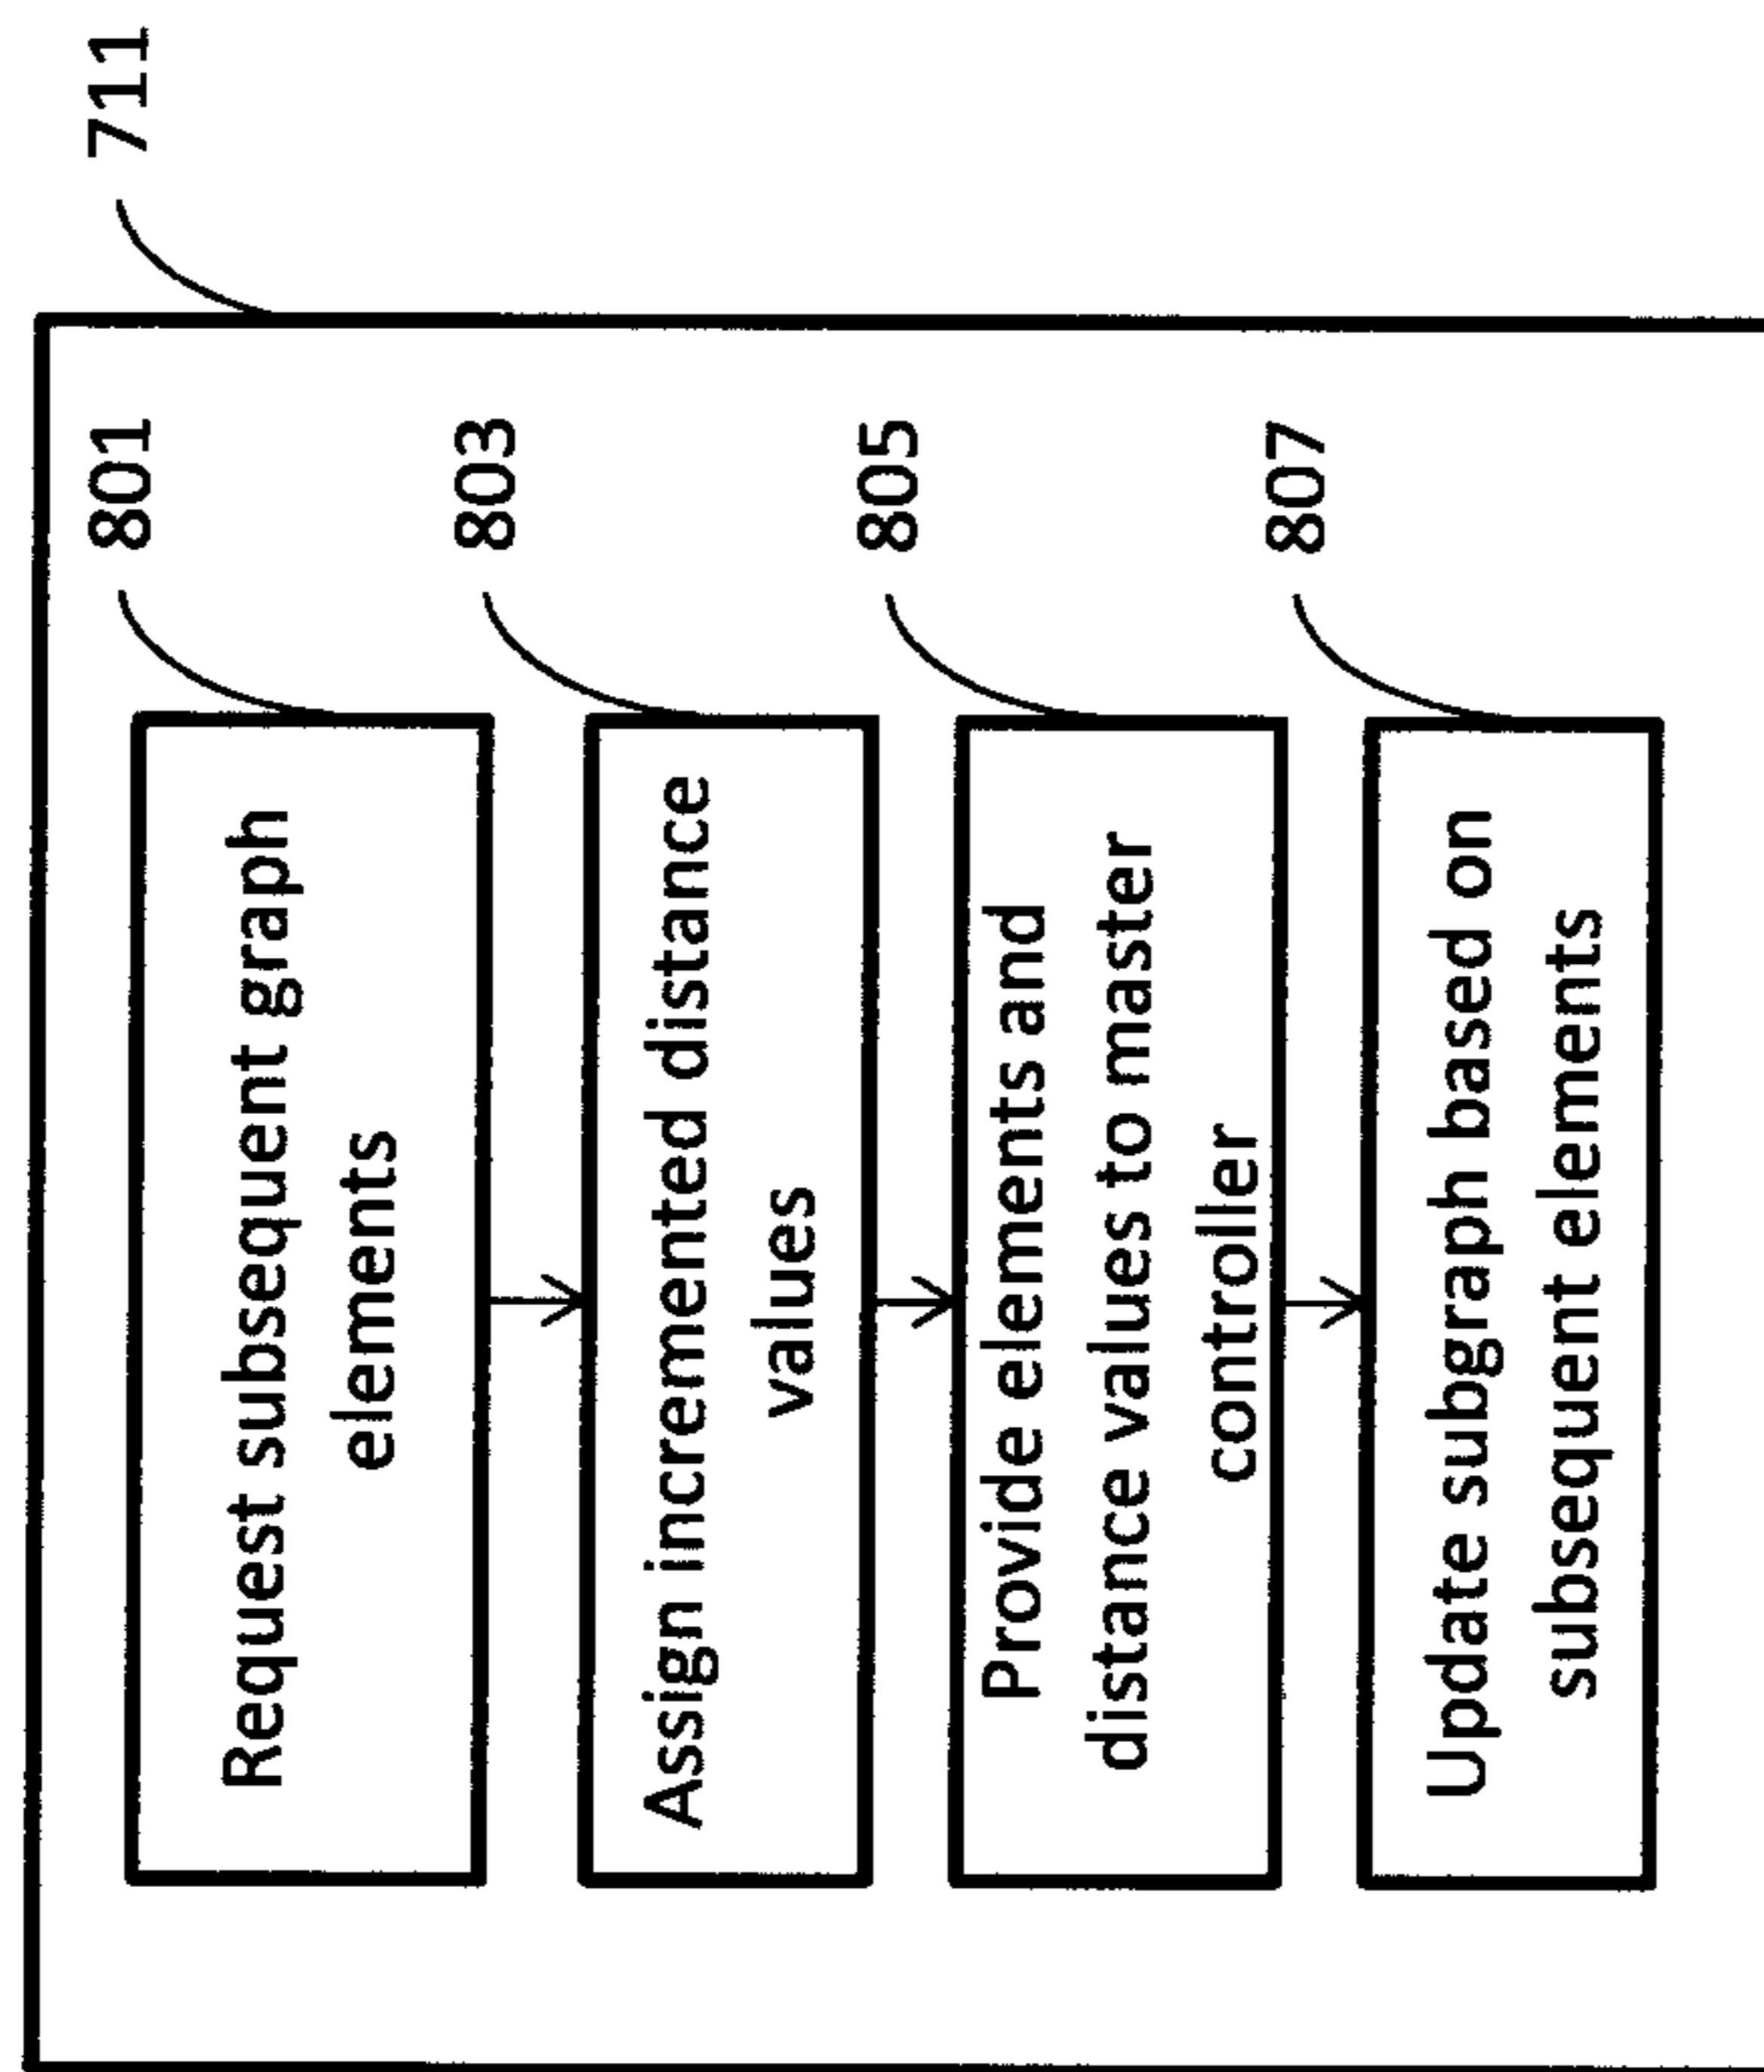 711
801
Request subsequent graph
elements
803
Assign incremented distance
values
805
Provide elements and
distance values to master
controller
807
Update subgraph based on
subsequent elements